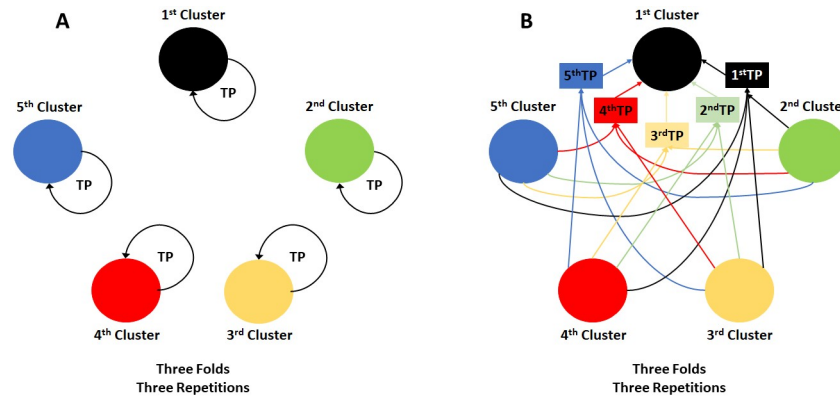 A
1st Cluster
TP
5th Cluster
TP
2nd Cluster
TP
TP
4th Cluster
TP
3rd Cluster
Three Folds
Three Repetitions
B
1st Cluster
5thTP
1stTP
5th Cluster
4thTP
2ndTP
2nd Cluster
3rdTP
4th Cluster
3rd Cluster
Three Folds
Three Repetitions